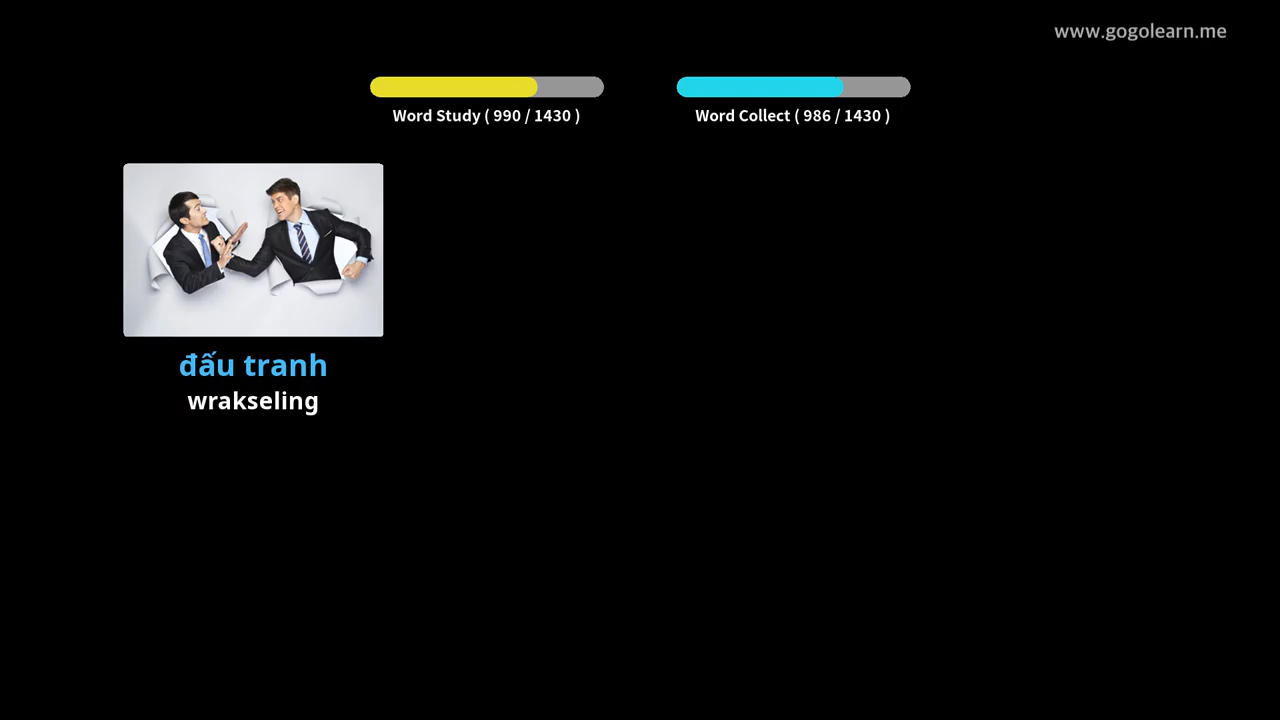 www.gogolearn.me
Word Study ( 990 / 1430 )
Word Collect ( 986 / 1430 )
đấu tranh
wrakseling